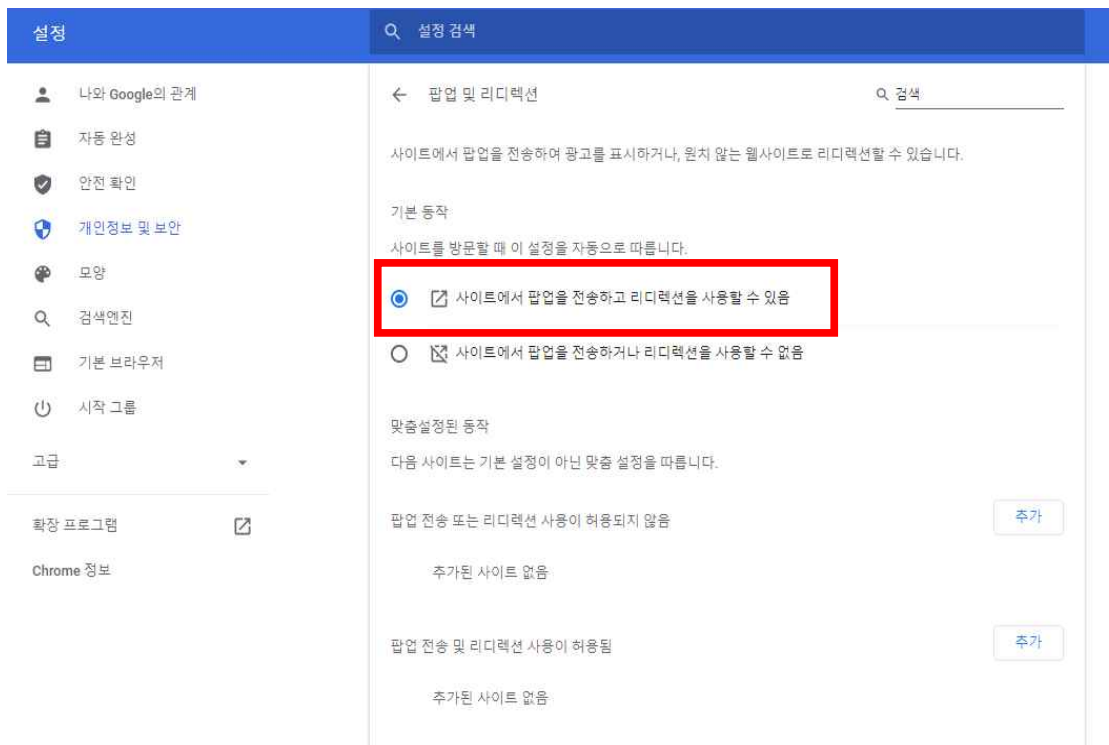 설정
설정 검색
나와 Google의 관계
자동 완성
안전 확인
개인정보 및 보안
모양
검색엔진
기본 브라우저
시작 그룹
고급
확장 프로그램
Chrome 정보
팝업 및 리디렉션
검색
사이트에서 팝업을 전송하여 광고를 표시하거나, 원치 않는 웹사이트로 리디렉션할 수 있습니다.
기본 동작
사이트를 방문할 때 이 설정을 자동으로 따릅니다.
사이트에서 팝업을 전송하고 리디렉션을 사용할 수 있음
사이트에서 팝업을 전송하거나 리디렉션을 사용할 수 없음
맞춤설정된 동작
다음 사이트는 기본 설정이 아닌 맞춤 설정을 따릅니다.
팝업 전송 또는 리디렉션 사용이 허용되지 않음
추가
추가된 사이트 없음
팝업 전송 및 리디렉션 사용이 허용됨
추가
추가된 사이트 없음